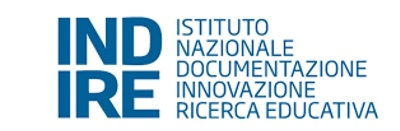 IND
IRE
ISTITUTO
NAZIONALE
DOCUMENTAZIONE
INNOVAZIONE
RICERCA EDUCATIVA